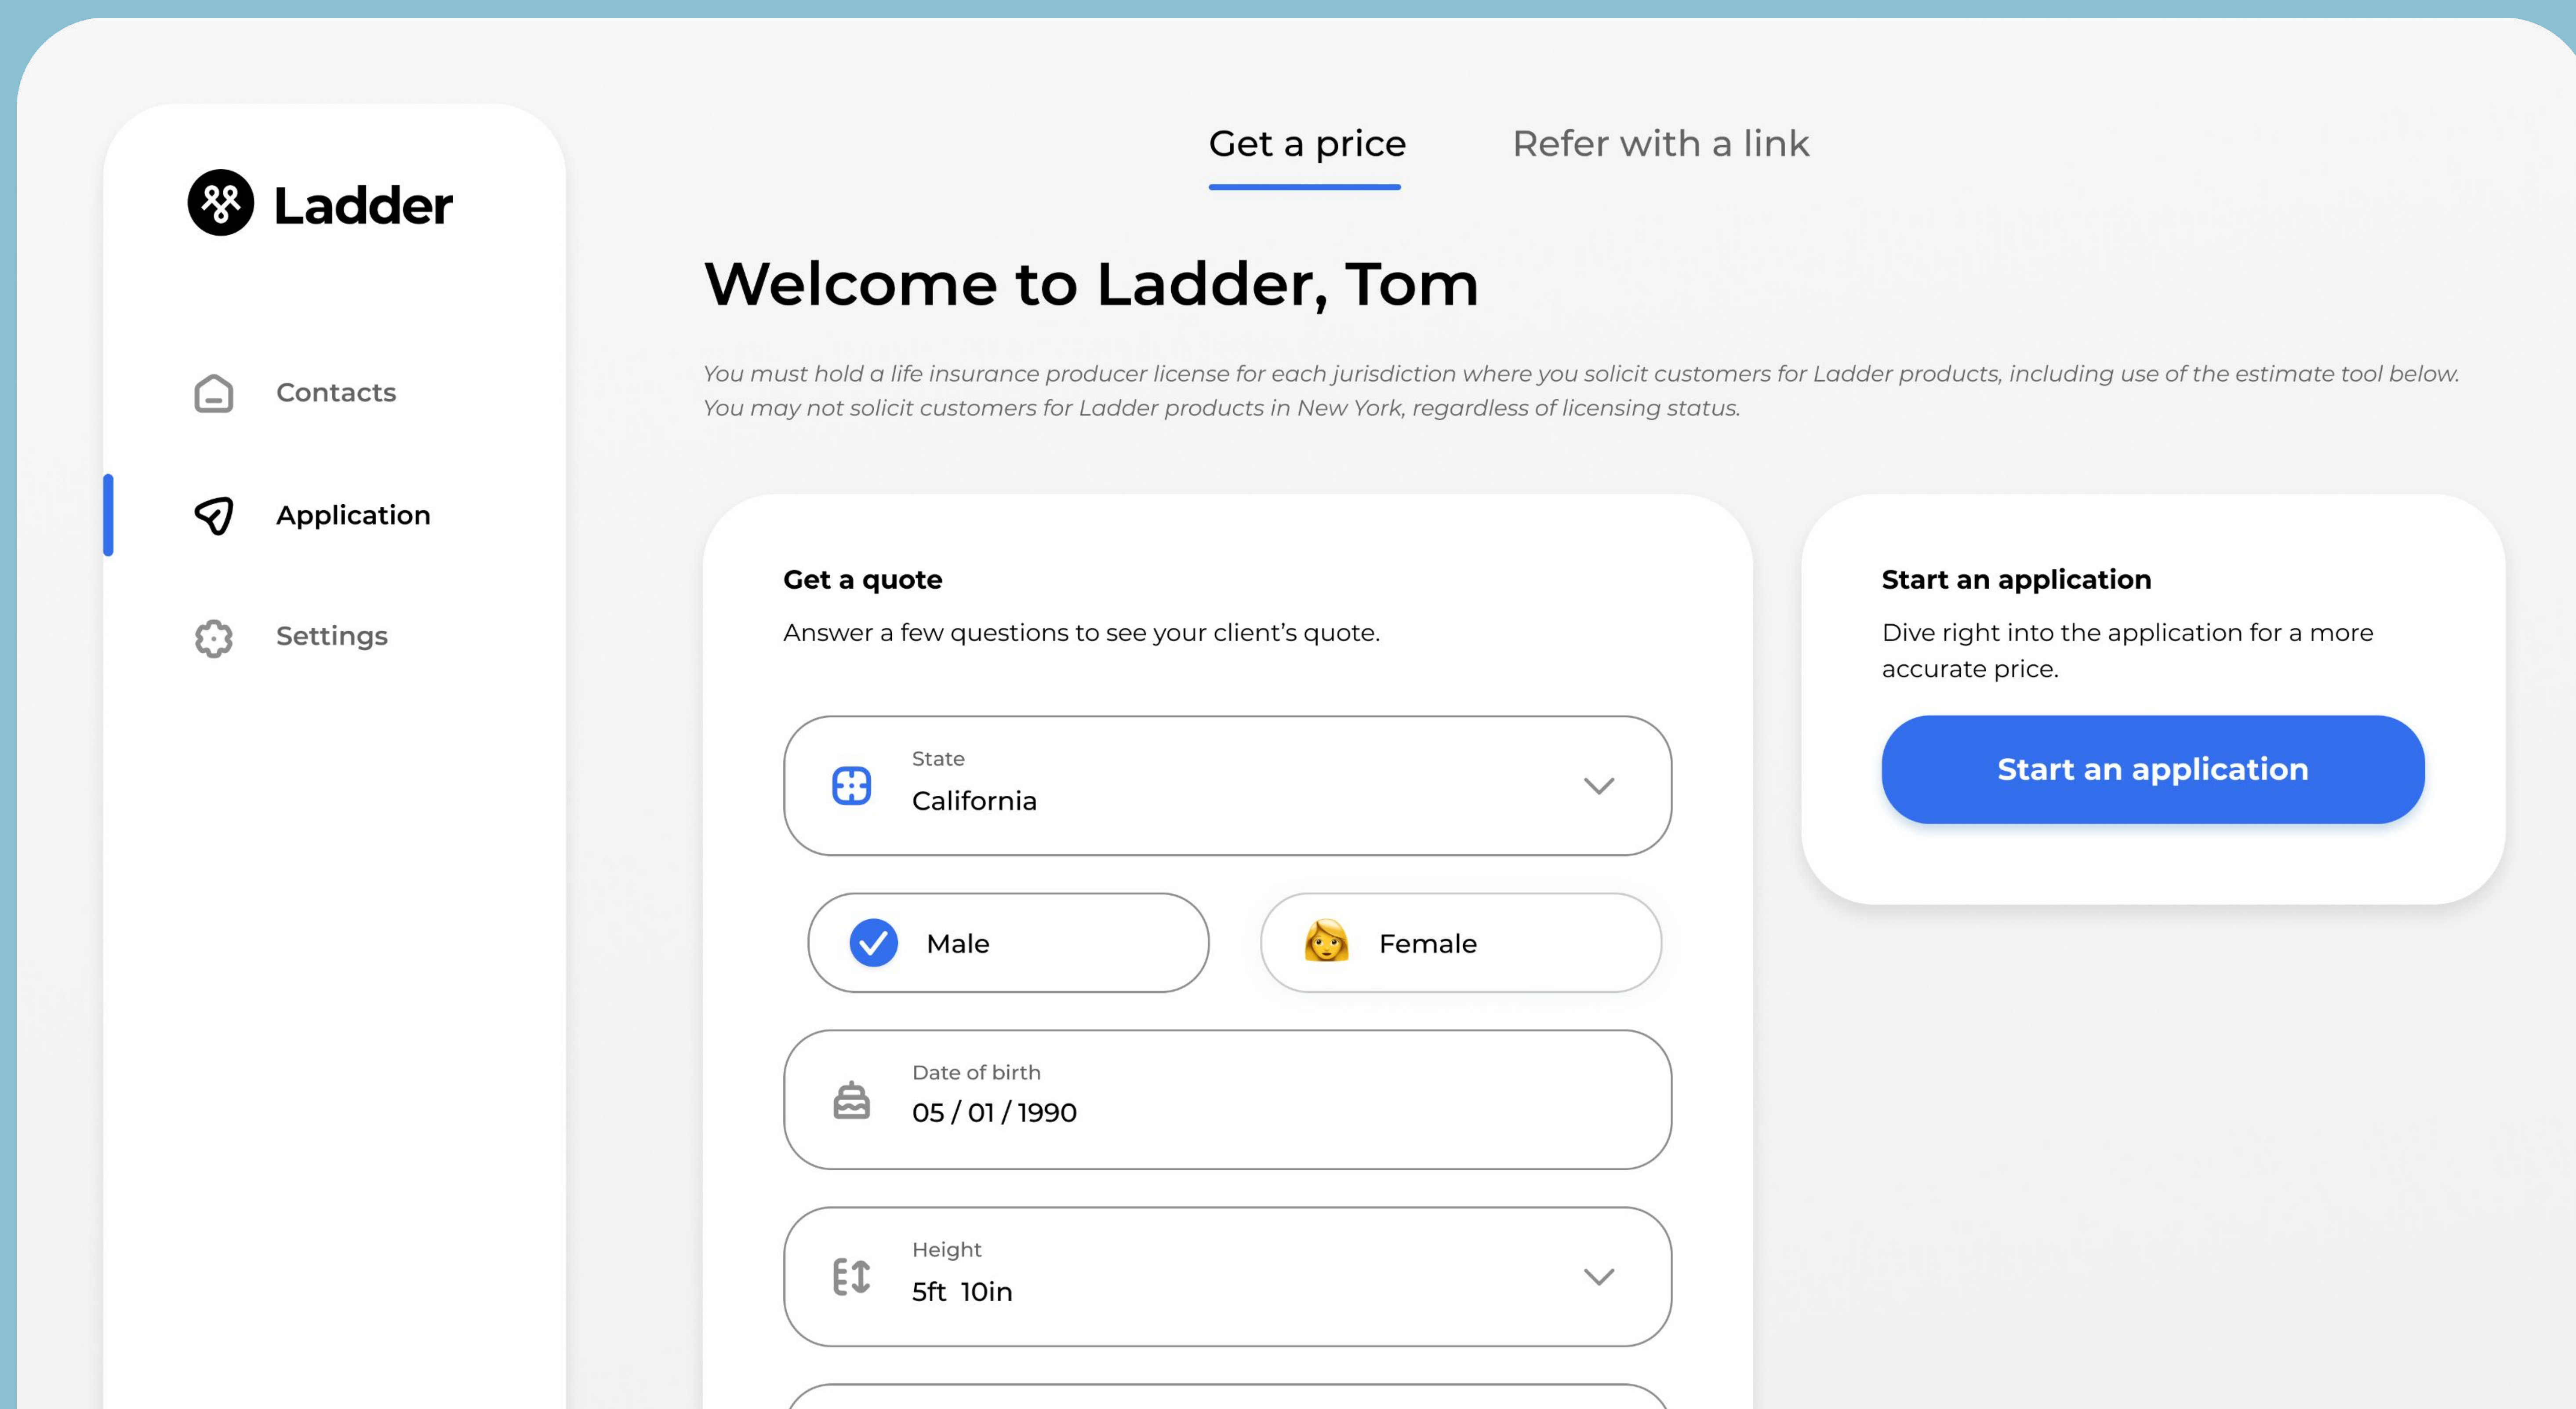 Ladder
Contacts
Application
Settings
Get a price
Refer with a link
Welcome to Ladder, Tom
You must hold a life insurance producer license for each jurisdiction where you solicit customers for Ladder products, including use of the estimate tool below.
You may not solicit customers for Ladder products in New York, regardless of licensing status.
Get a quote
Answer a few questions to see your client’s quote.
State
California
Male
Female
Date of birth
05 / 01 / 1990
Height
5ft 10in
Start an application
Dive right into the application for a more
accurate price.
Start an application